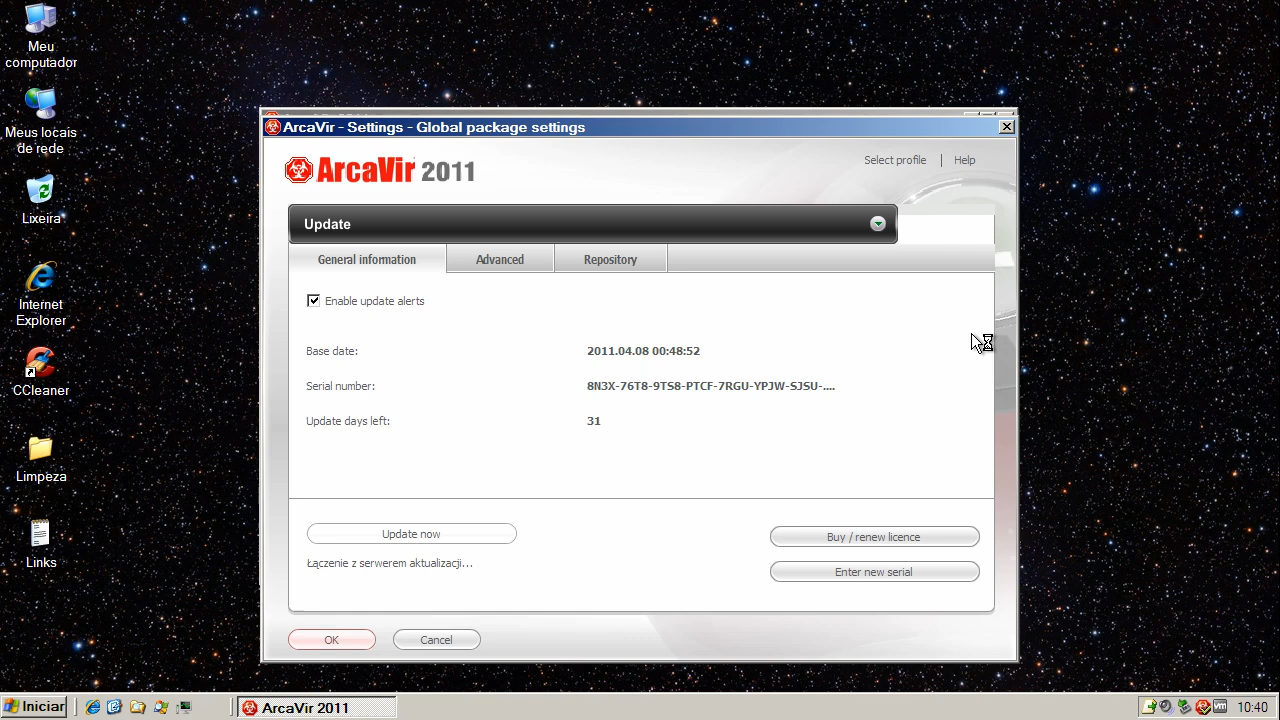 Meu
computador
Meus locais
de rede
Lixeira
Internet
Explorer
CCleaner
Limpeza
Links
ArcaVir - Settings - Global package settings
ArcaVir 2011
Select profile
Help
Update
General information
Advanced
Repository
Enable update alerts
Base date:
2011.04.08 00:48:52
Serial number:
8N3X-76T8-9TS8-PTCF-7RGU-YPJW-SJSU-....
Update days left:
31
Update now
Buy / renew licence
Łączenie z serwerem aktualizacji...
Enter new serial
OK
Cancel
Iniciar
ArcaVir 2011
vm
10:40